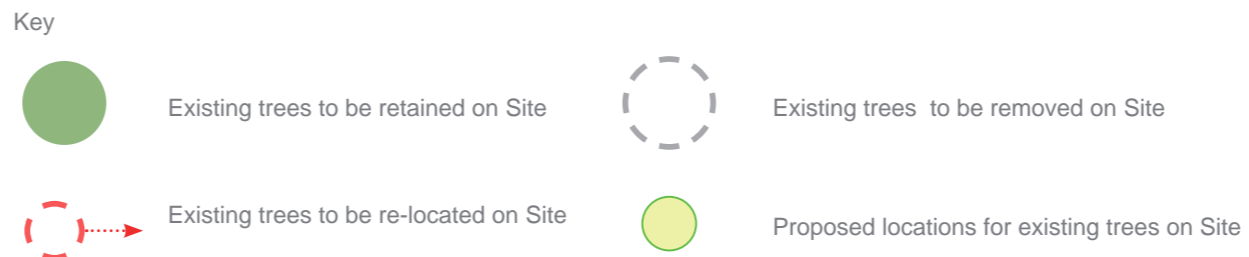 Key
Existing trees to be retained on Site
Existing trees  to be removed on Site
Existing trees to be re-located on Site
Proposed locations for existing trees on Site